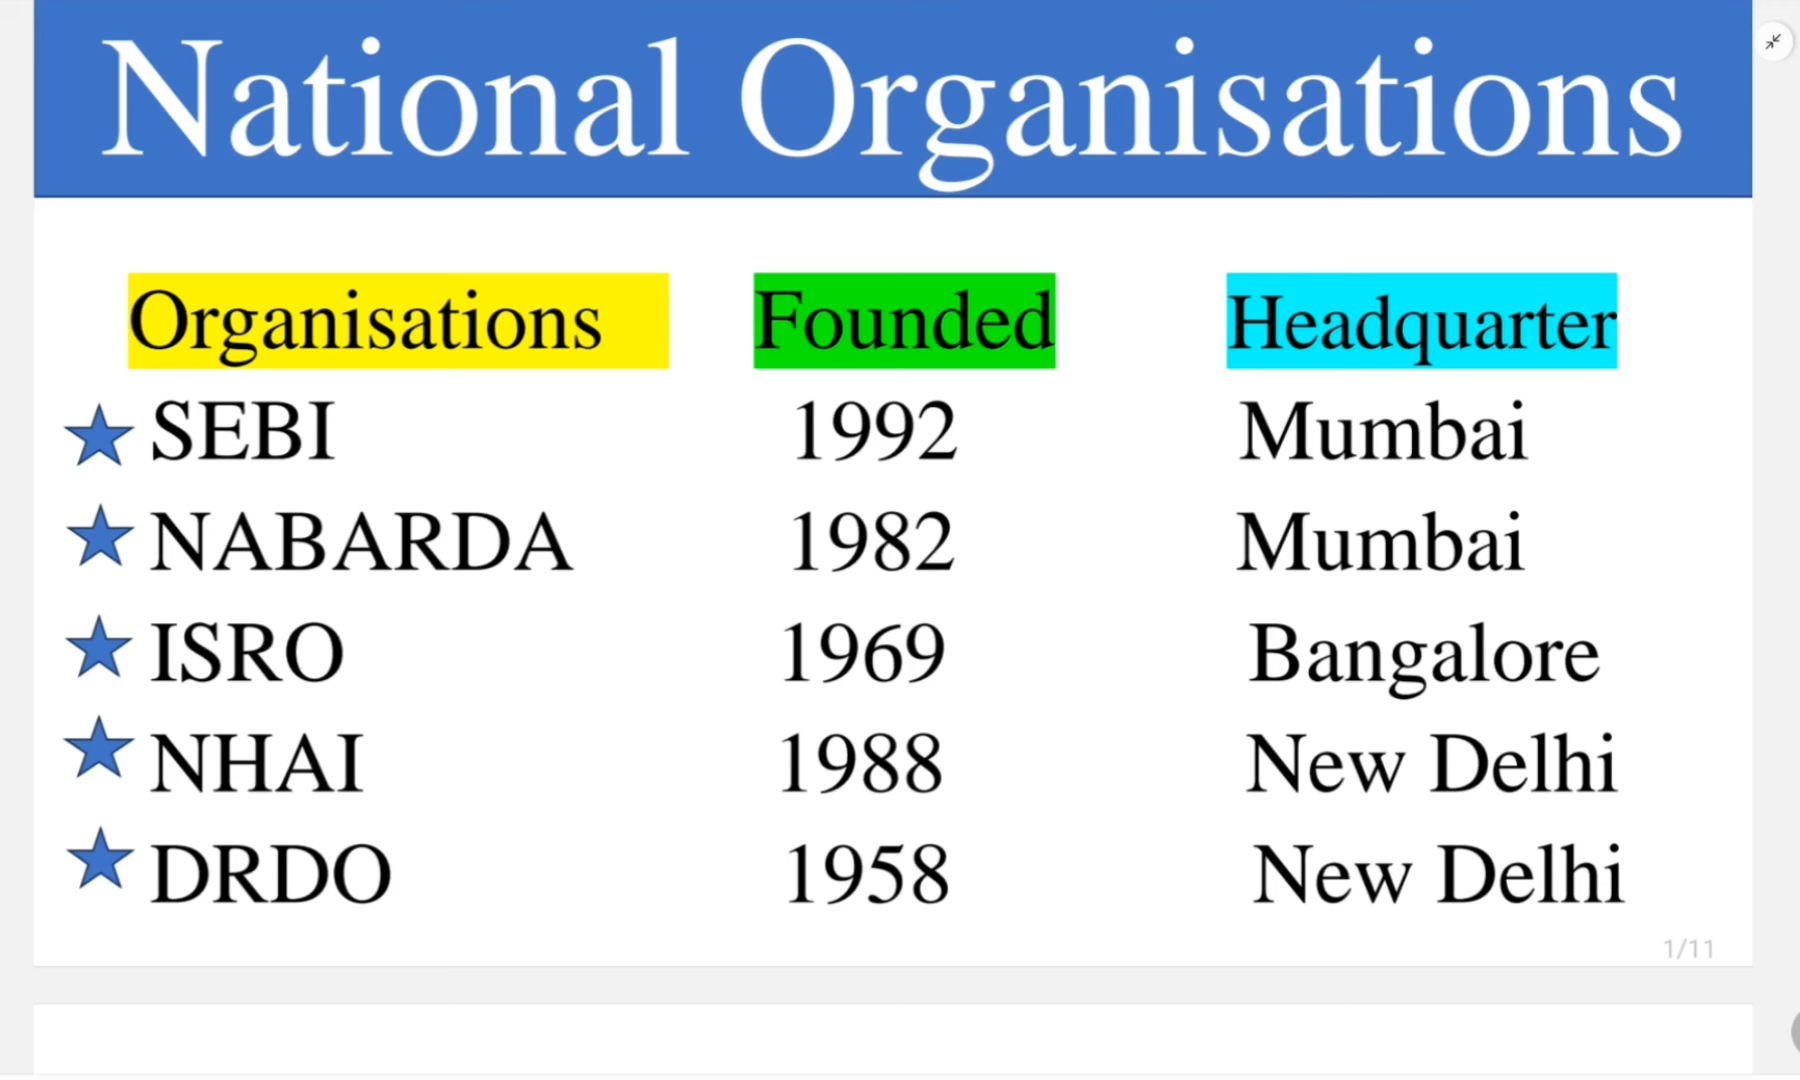 National Organisations
Organisations Founded Headquarter
SEBI 1992 Mumbai
NABARDA 1982 Mumbai
ISRO 1969 Bangalore
NHAI 1988 New Delhi
DRDO 1958 New Delhi
1/11